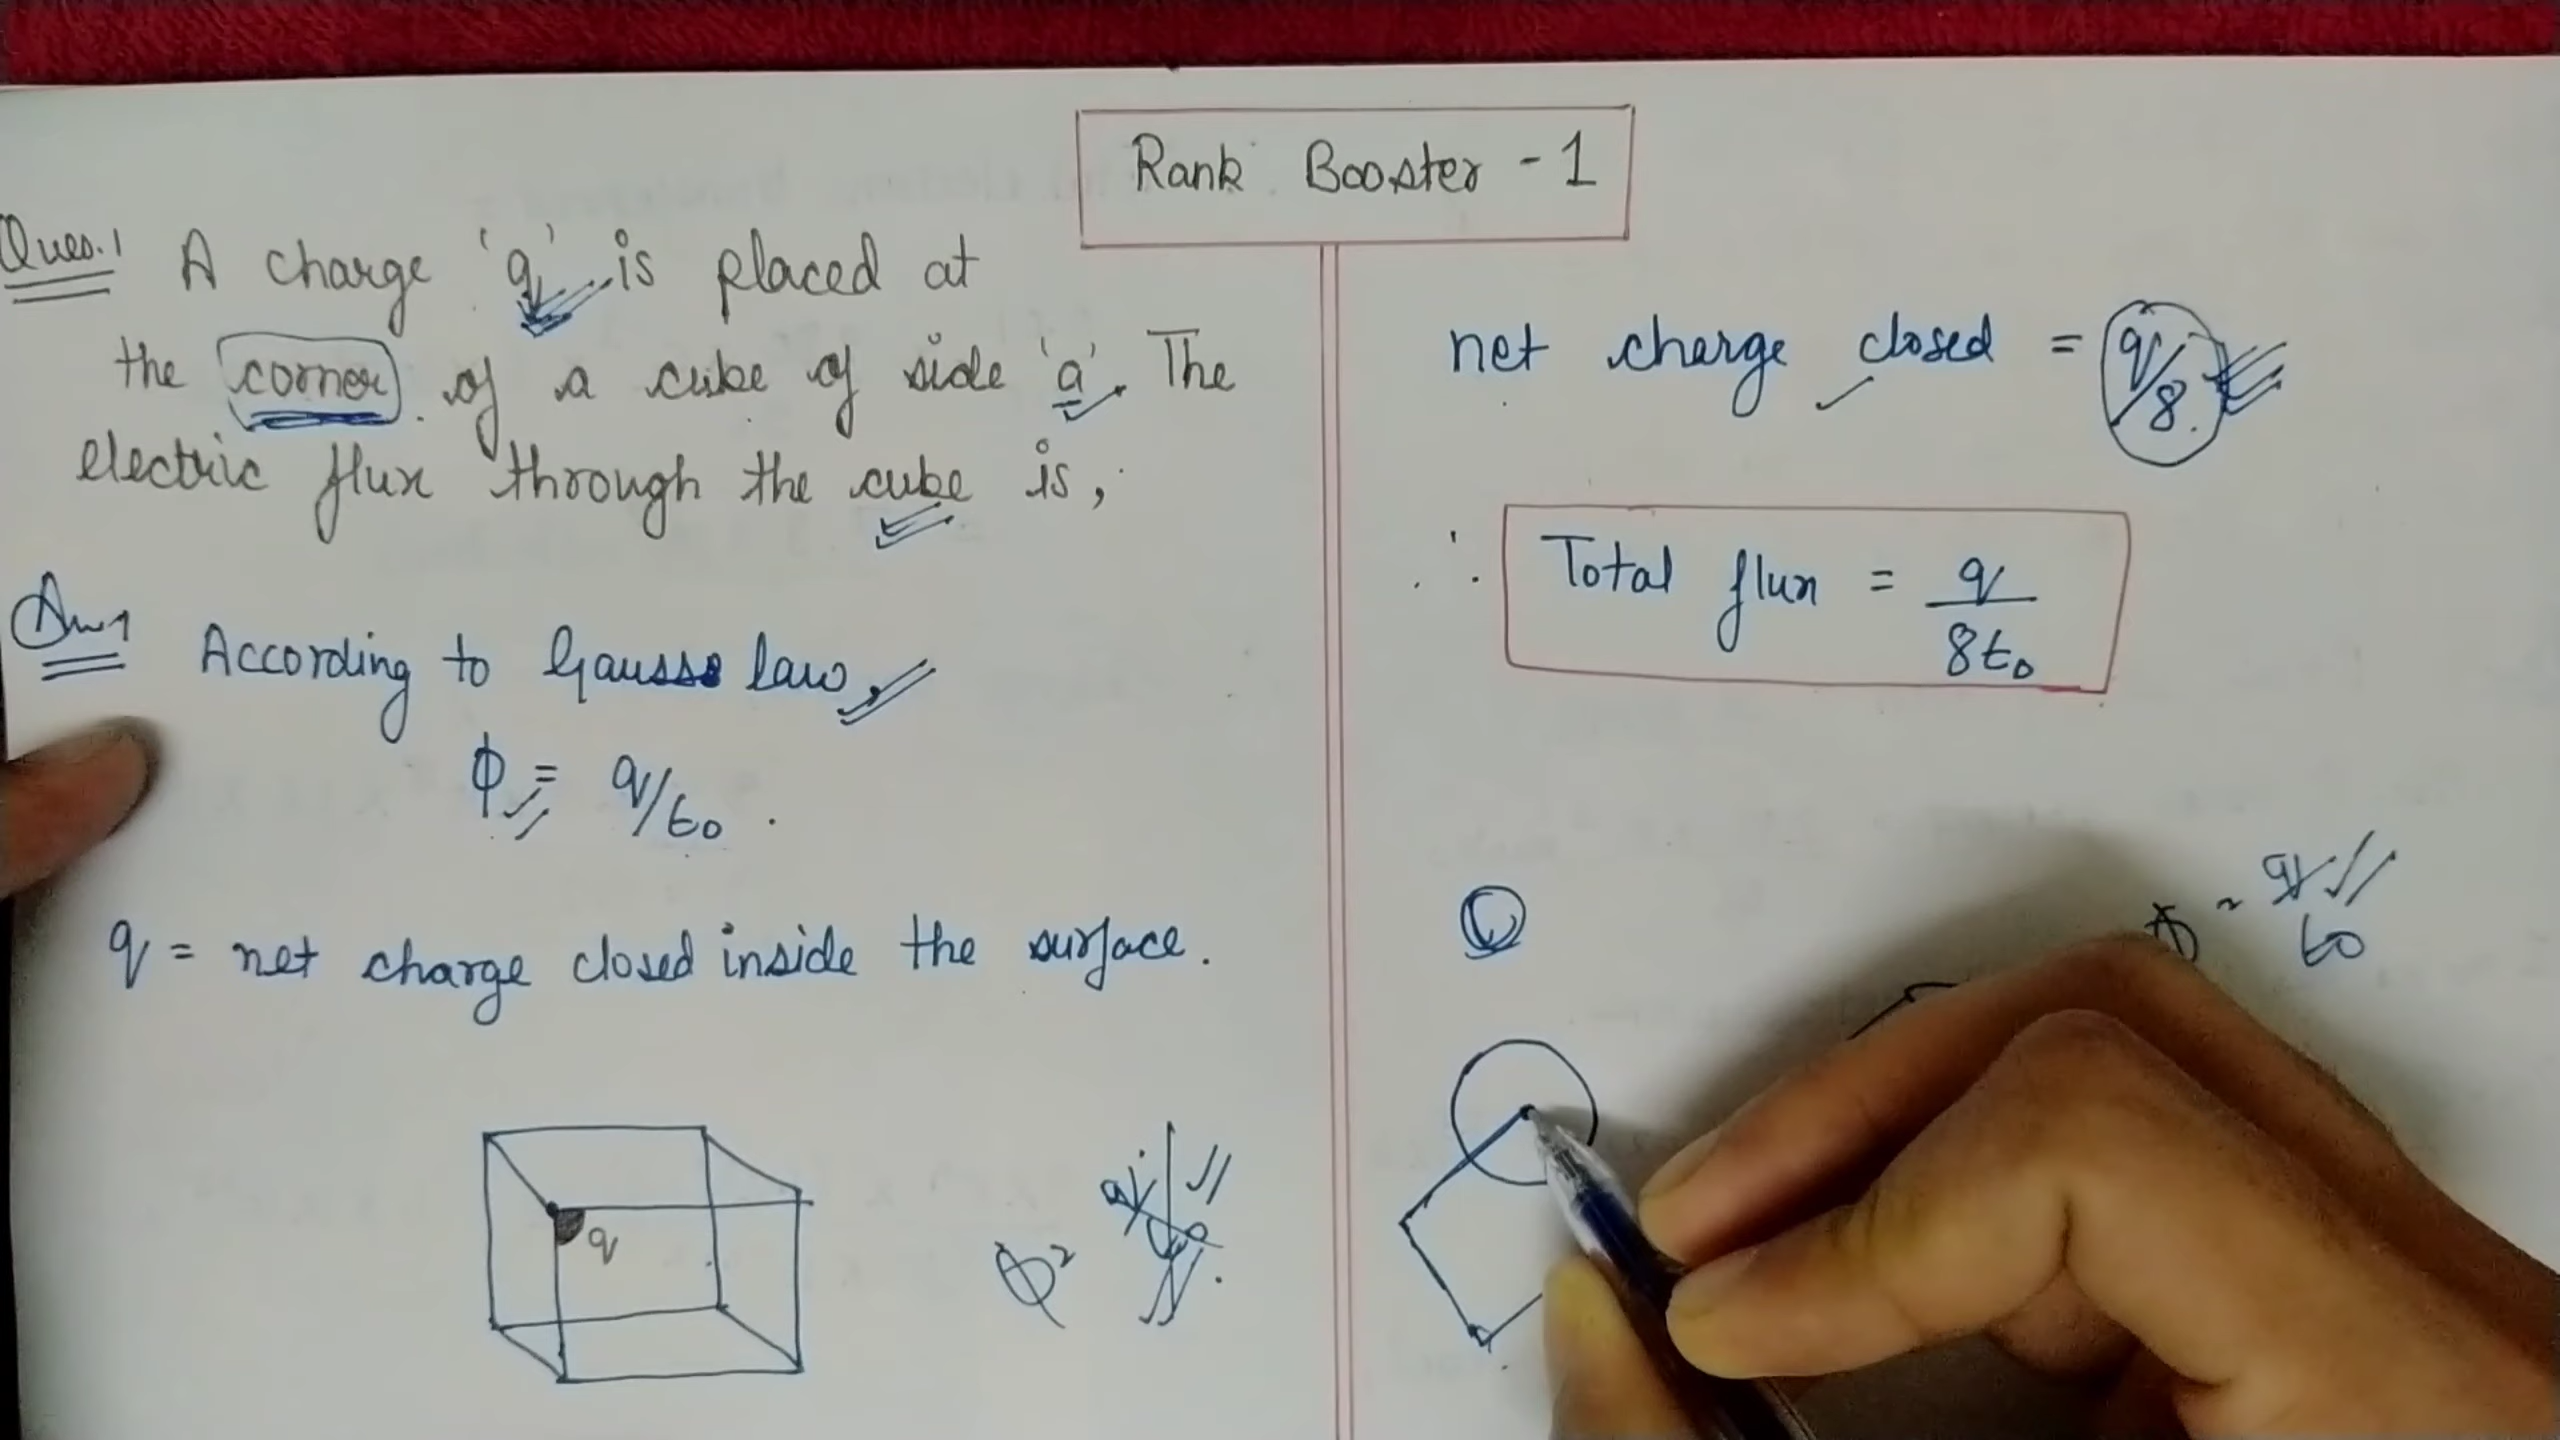 Rank Booster - 1
Ques.1 A charge 'q' is placed at
the corner of a cube of side 'a'. The
electric flux through the cube is,
Ans 1 According to Gauss law,
ϕ = q/ε0 .
q = net charge closed inside the surface.
q
ϕ =
net charge closed = q/8.
∴ Total flux = q/8ε0
ϕ = q/ε0